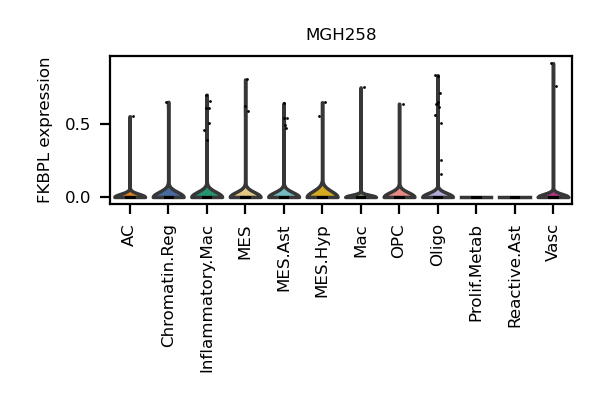 MGH258
FKBPL expression
0.5
0.0
AC
Chromatin.Reg
Inflammatory.Mac
MES
MES.Ast
MES.Hyp
Mac
OPC
Oligo
Prolif.Metab
Reactive.Ast
Vasc